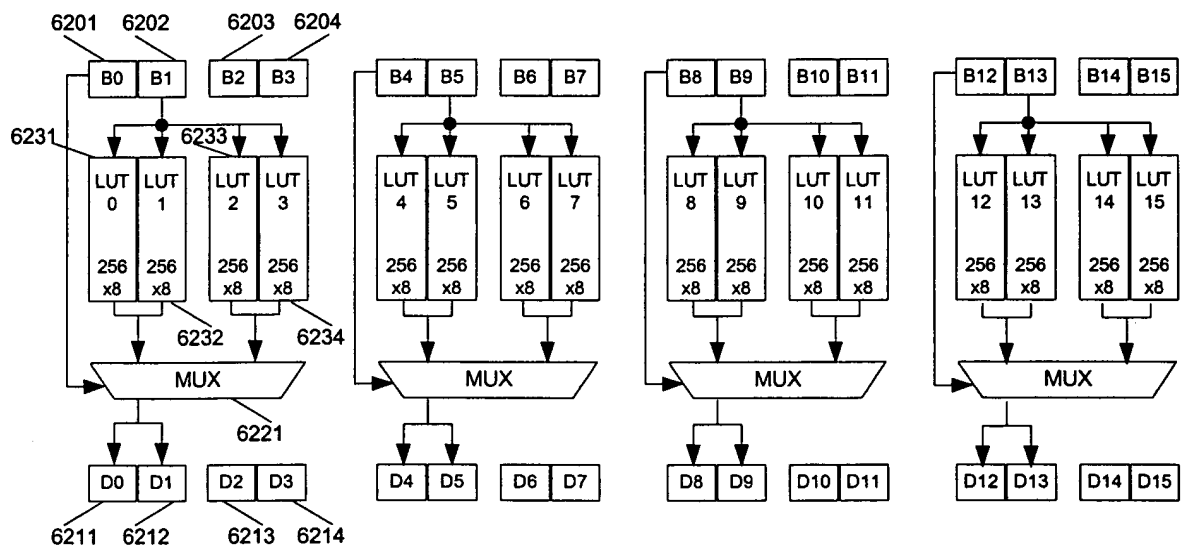 6201 6202 6203 6204
B0 B1 B2 B3 B4 B5 B6 B7 B8 B9 B10 B11 B12 B13 B14 B15
6231 6233
LUT LUT LUT LUT LUT LUT LUT LUT LUT LUT LUT LUT LUT LUT LUT LUT
0 1 2 3 4 5 6 7 8 9 10 11 12 13 14 15
256 256 256 256 256 256 256 256 256 256 256 256 256 256 256 256
x8 x8 x8 x8 x8 x8 x8 x8 x8 x8 x8 x8 x8 x8 x8 x8
6232 6234
MUX MUX MUX MUX
6221
D0 D1 D2 D3 D4 D5 D6 D7 D8 D9 D10 D11 D12 D13 D14 D15
6211 6212 6213 6214